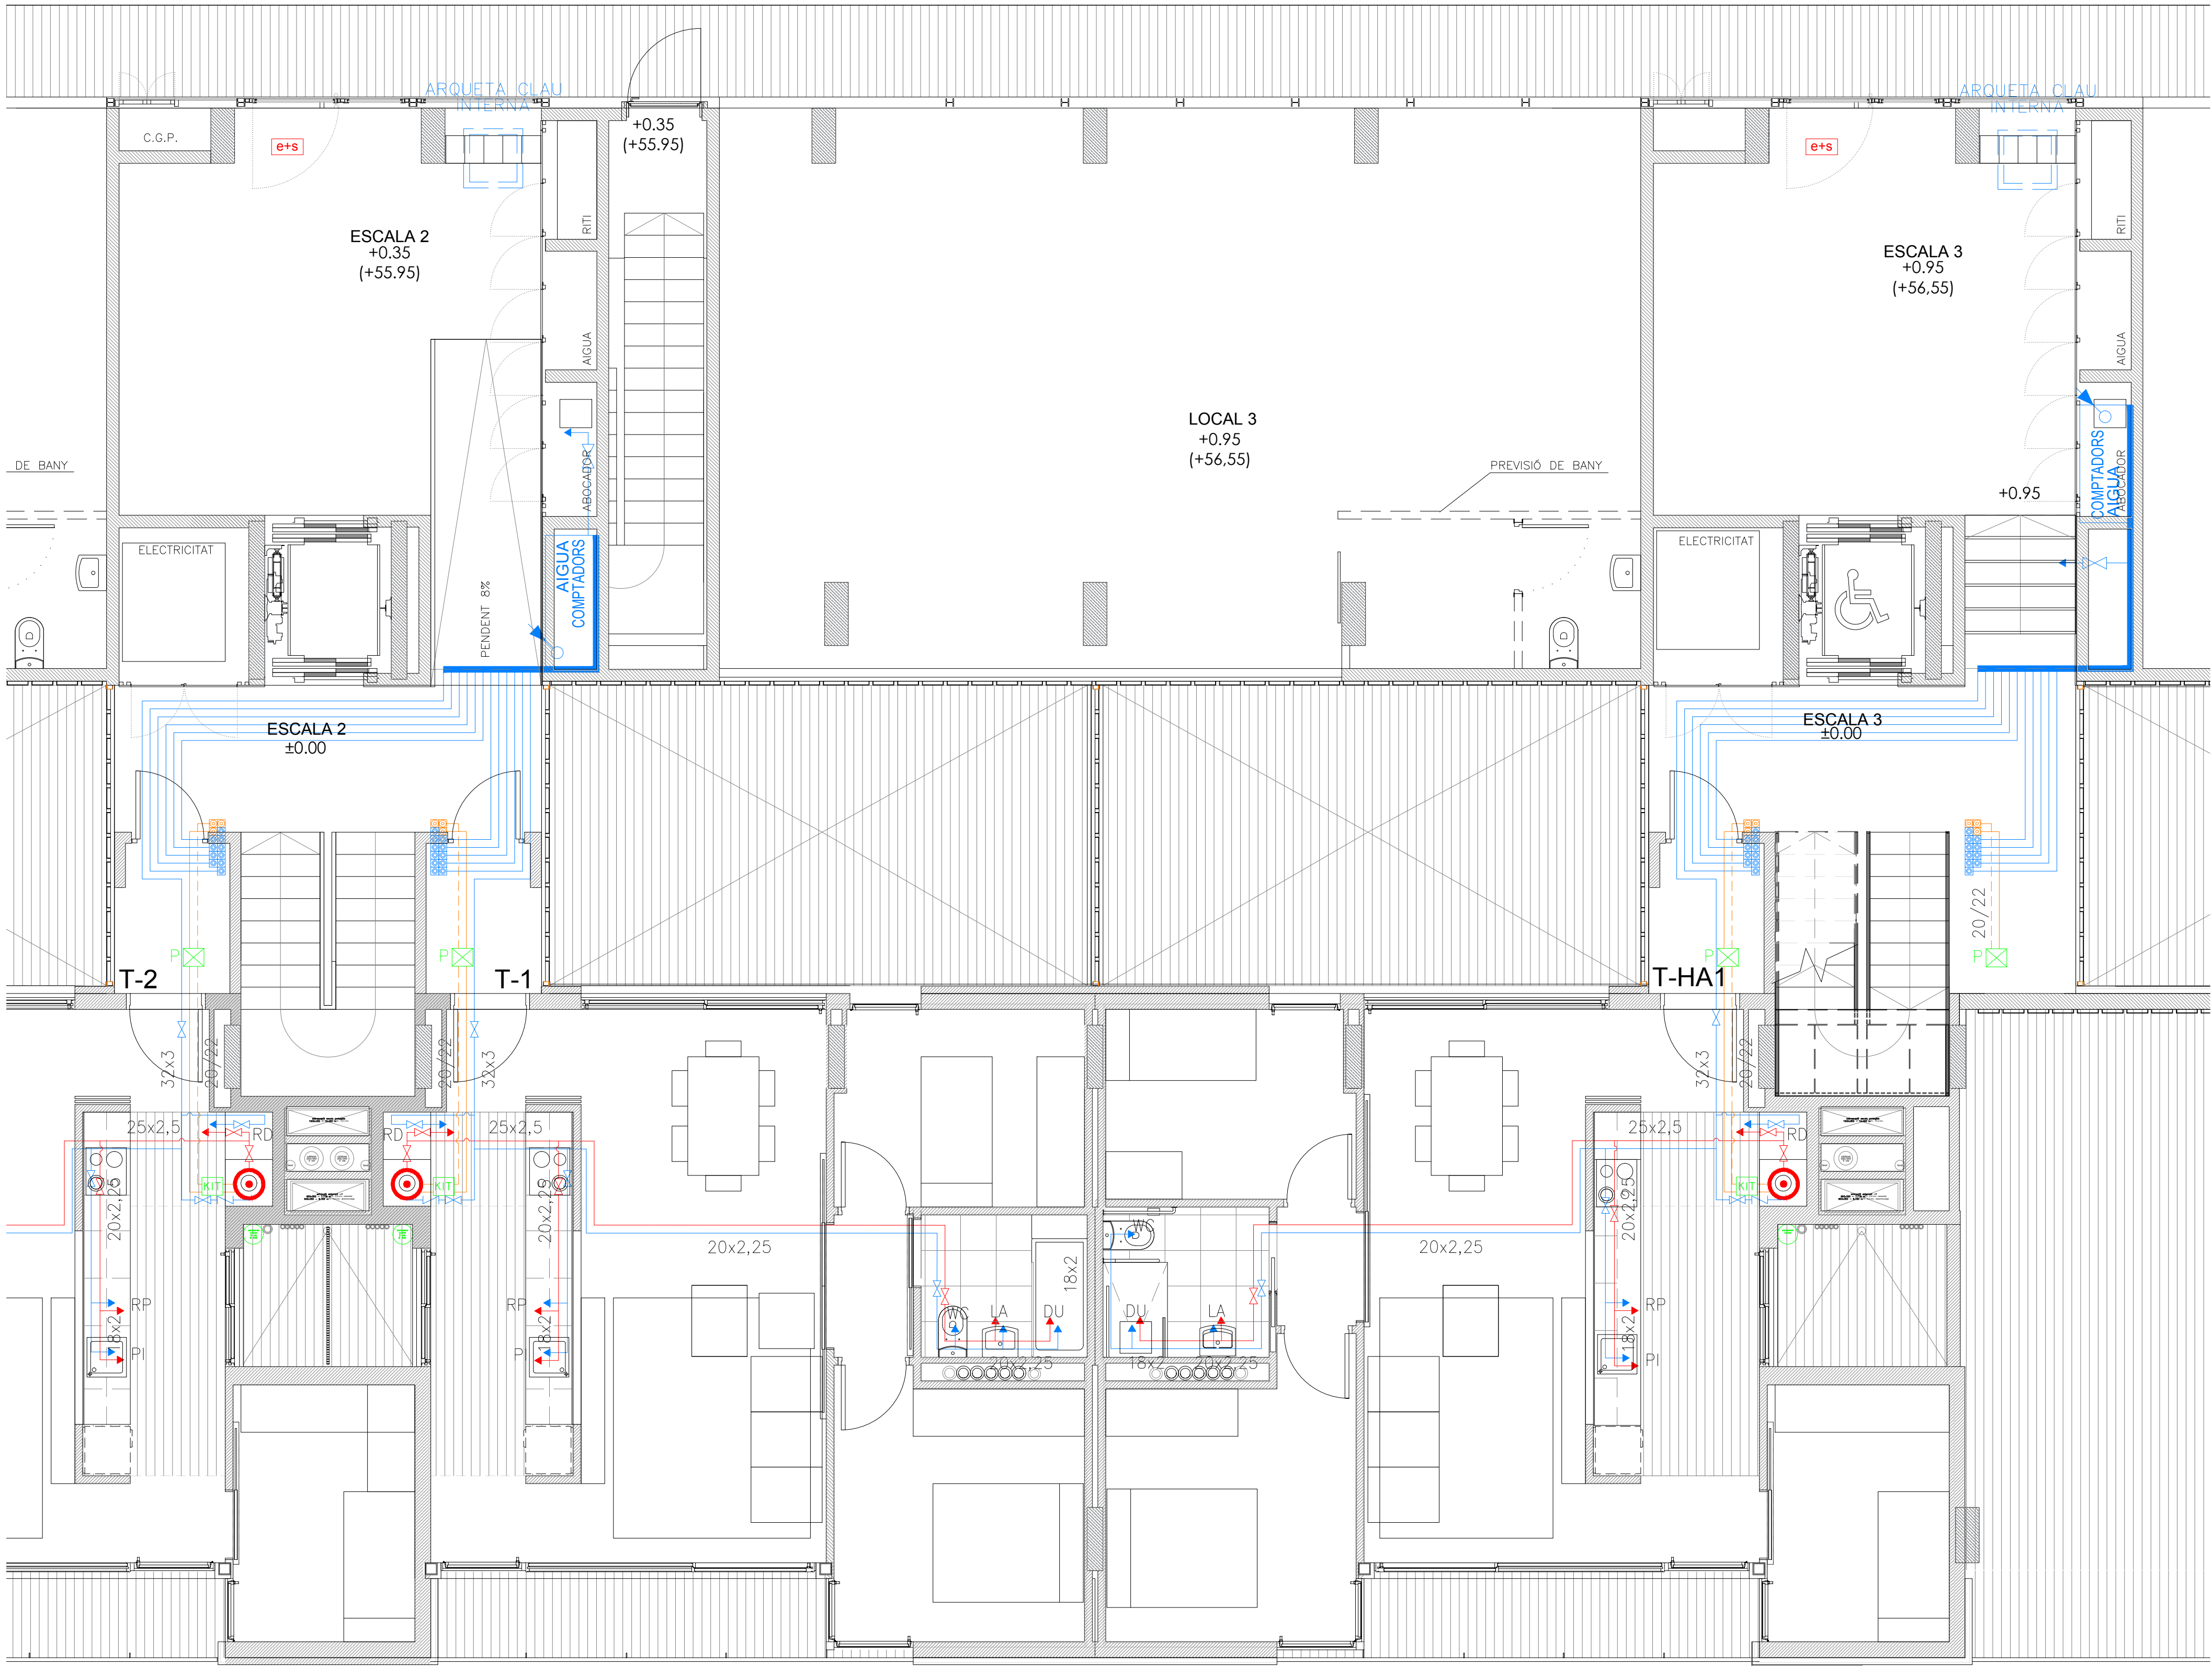 ARQUETA CLAU
INTERNA
ARQUETA CLAU
INTERNA
C.G.P.
e+s
+0.35
(+55.95)
e+s
RITI
RITI
ESCALA 2
+0.35
(+55.95)
ESCALA 3
+0.95
(+56,55)
AIGUA
AIGUA
LOCAL 3
+0.95
(+56,55)
DE BANY
ABOCADOR
PREVISIÓ DE BANY
COMPTADORS
AIGUA
ABOCADOR
+0.95
ELECTRICITAT
PENDENT 8%
AIGUA
COMPTADORS
ELECTRICITAT
ESCALA 2
±0.00
ESCALA 3
±0.00
20/22
P
P
P
P
T-2
T-1
T-HA1
32x3
20/22
20/22
32x3
32x3
20/22
25x2,5
RD
RD
25x2,5
25x2,5
RD
KIT
KIT
KIT
20x2,25
20x2,25
20x2,25
20x2,25
20x2,25
18x2
WC
RP
RP
WC
LA
DU
DU
LA
RP
18x2
18x2
18x2
PI
PI
PI
20x2,25
18x2
20x2,25